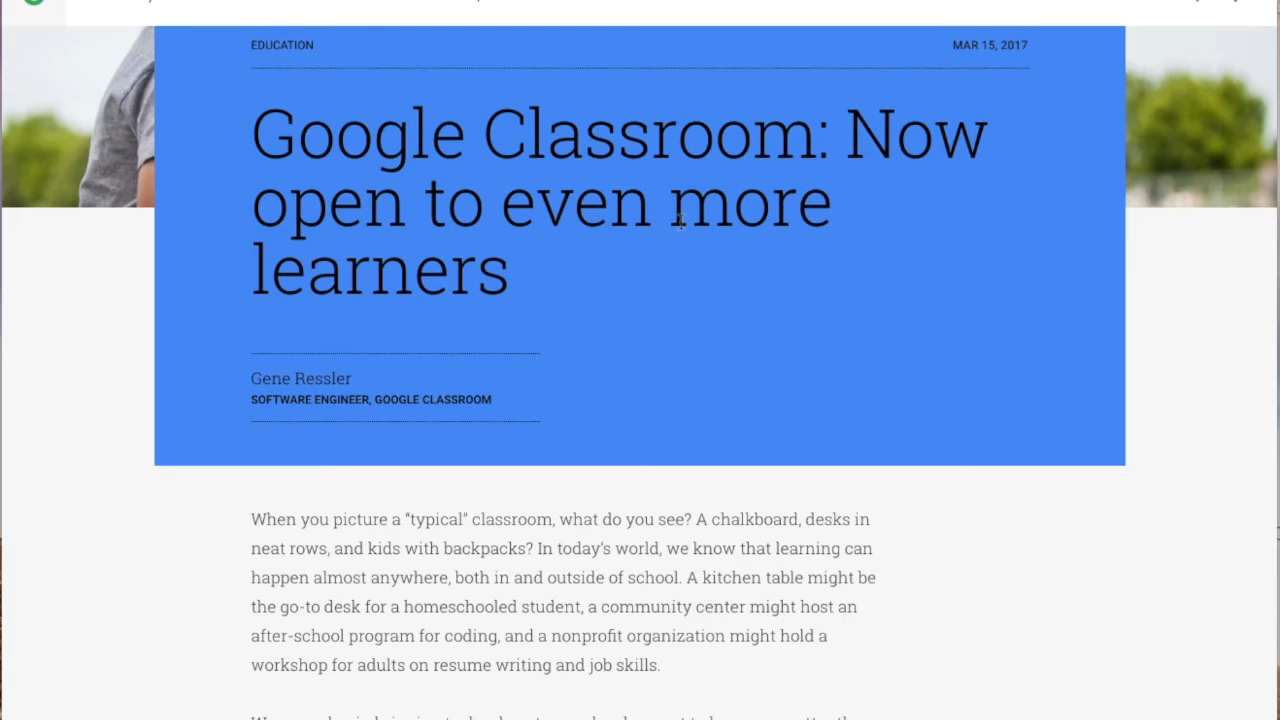 EDUCATION
MAR 15, 2017
Google Classroom: Now
open to even more
learners
Gene Ressler
SOFTWARE ENGINEER, GOOGLE CLASSROOM
When you picture a “typical” classroom, what do you see? A chalkboard, desks in
neat rows, and kids with backpacks? In today’s world, we know that learning can
happen almost anywhere, both in and outside of school. A kitchen table might be
the go-to desk for a homeschooled student, a community center might host an
after-school program for coding, and a nonprofit organization might hold a
workshop for adults on resume writing and job skills.